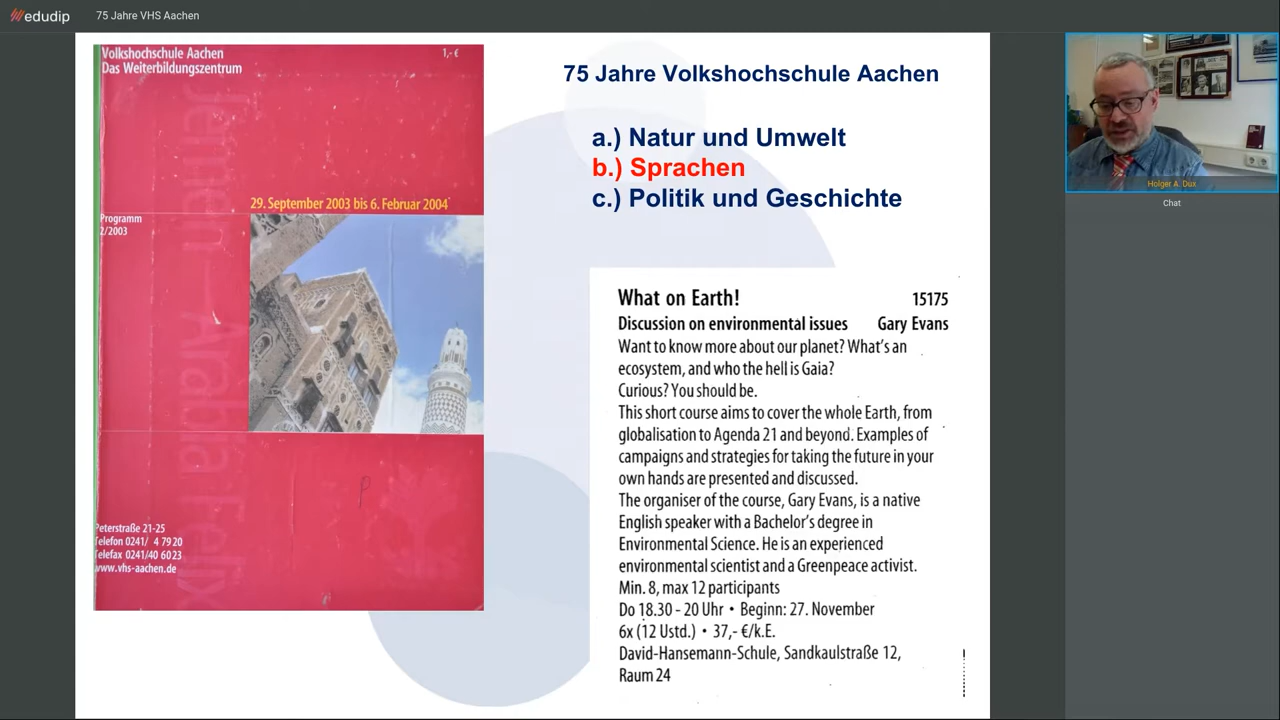 edudip
75 Jahre VHS Aachen
Volkshochschule Aachen
Das Weiterbildungszentrum
1,- €
29. September 2003 bis 6. Februar 2004
Programm
2/2003
Jemen – Arabia Felix
Peterstraße 21-25
Telefon 0241/ 4 79 20
Telefax 0241/40 60 23
www.vhs-aachen.de
75 Jahre Volkshochschule Aachen
a.) Natur und Umwelt
b.) Sprachen
c.) Politik und Geschichte
What on Earth! 15175
Discussion on environmental issues Gary Evans
Want to know more about our planet? What's an
ecosystem, and who the hell is Gaia?
Curious? You should be.
This short course aims to cover the whole Earth, from
globalisation to Agenda 21 and beyond. Examples of
campaigns and strategies for taking the future in your
own hands are presented and discussed.
The organiser of the course, Gary Evans, is a native
English speaker with a Bachelor's degree in
Environmental Science. He is an experienced
environmental scientist and a Greenpeace activist.
Min. 8, max 12 participants
Do 18.30 - 20 Uhr • Beginn: 27. November
6x (12 Ustd.) • 37,- €/k.E.
David-Hansemann-Schule, Sandkaulstraße 12,
Raum 24
Holger A. Dux
Chat